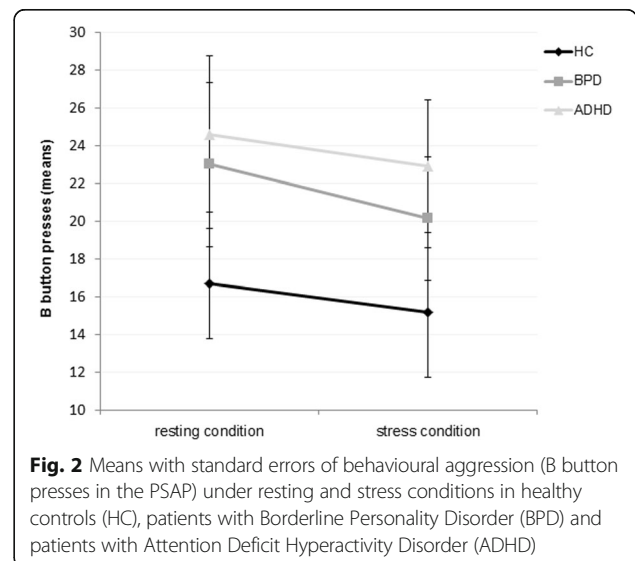 30
28
26
24
22
20
18
16
14
12
10
B button presses (means)
resting condition
stress condition
HC
BPD
ADHD
Fig. 2 Means with standard errors of behavioural aggression (B button
presses in the PSAP) under resting and stress conditions in healthy
controls (HC), patients with Borderline Personality Disorder (BPD) and
patients with Attention Deficit Hyperactivity Disorder (ADHD)